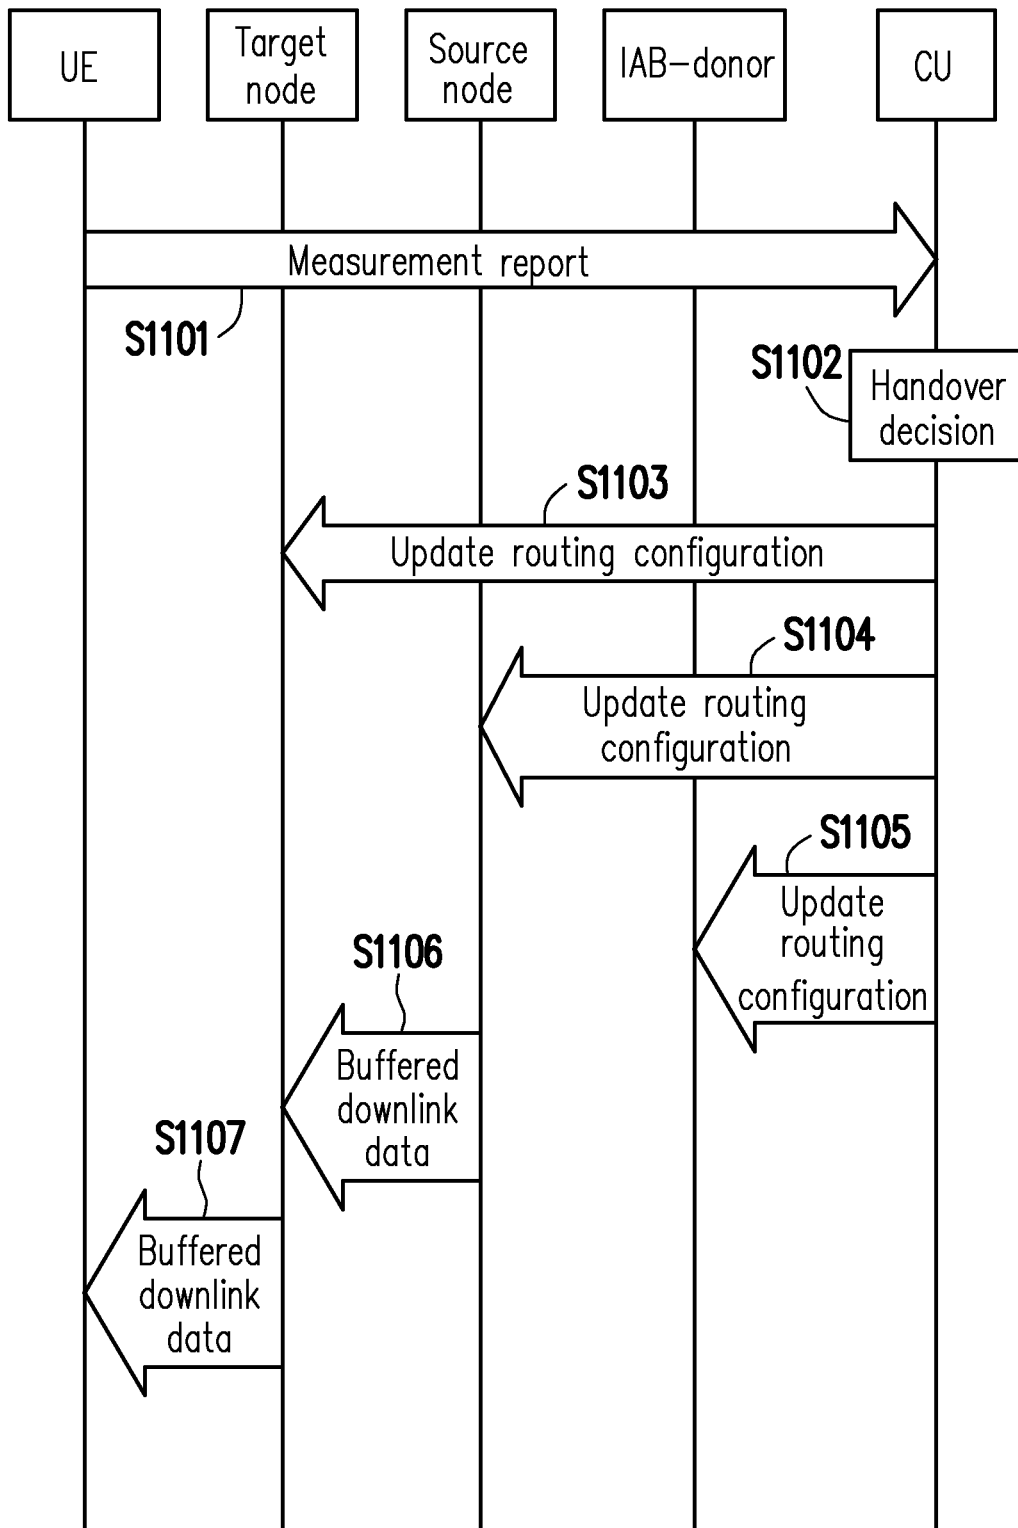 UE
Target
node
Source
node
IAB-donor
CU
Measurement report
S1101
S1102
Handover
decision
S1103
Update routing configuration
S1104
Update routing
configuration
S1105
Update
routing
configuration
S1106
Buffered
downlink
data
S1107
Buffered
downlink
data